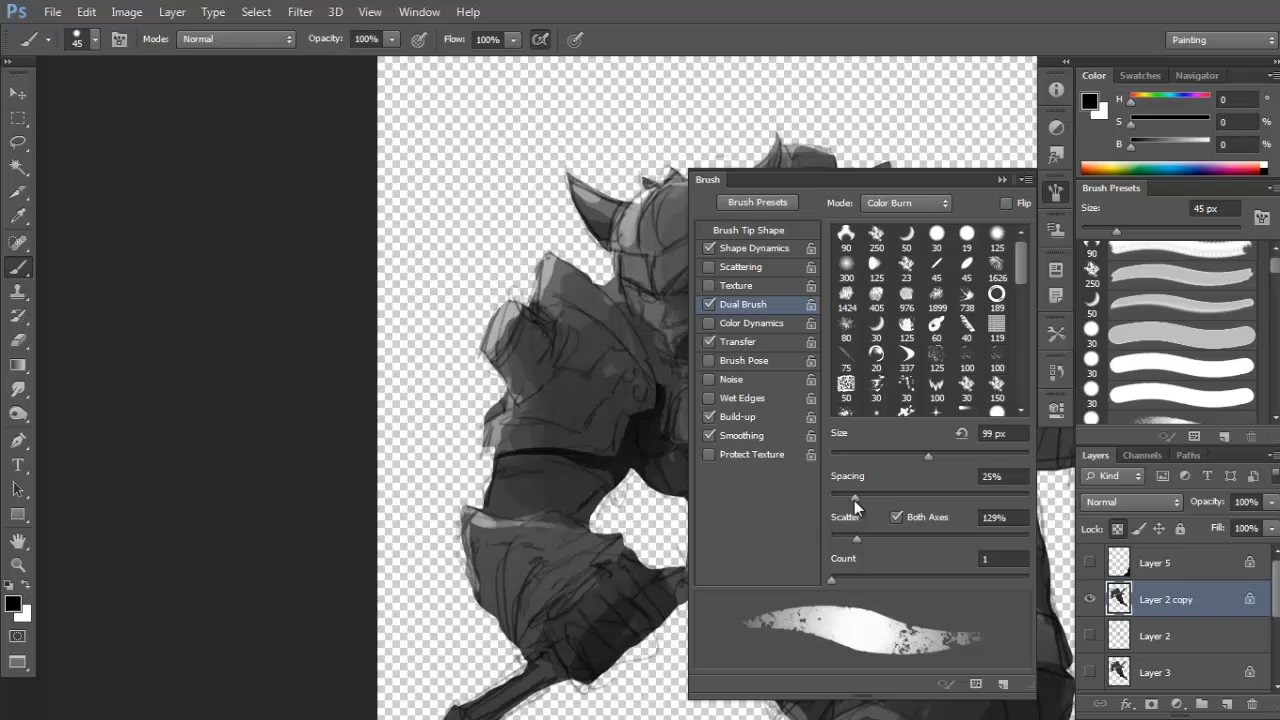 Ps File Edit Image Layer Type Select Filter 3D View Window Help
45 Mode: Normal Opacity: 100% Flow: 100% Painting
Color Swatches Navigator
H 0 °
S 0 %
B 0 %
Brush Presets
Size: 45 px
90
250
50
30
30
30
Brush
Brush Presets Mode: Color Burn Flip
Brush Tip Shape
Shape Dynamics
Scattering
Texture
Dual Brush
Color Dynamics
Transfer
Brush Pose
Noise
Wet Edges
Build-up
Smoothing
Protect Texture
90 250 50 30 19 125
300 125 23 45 45 1626
1424 405 976 1899 738 189
80 30 125 60 40 119
75 20 337 125 100 100
50 30 30 30 30 150
Size 99 px
Spacing 25%
Scatter Both Axes 129%
Count 1
Layers Channels Paths
Kind
Normal Opacity: 100%
Lock: Fill: 100%
Layer 5
Layer 2 copy
Layer 2
Layer 3
T